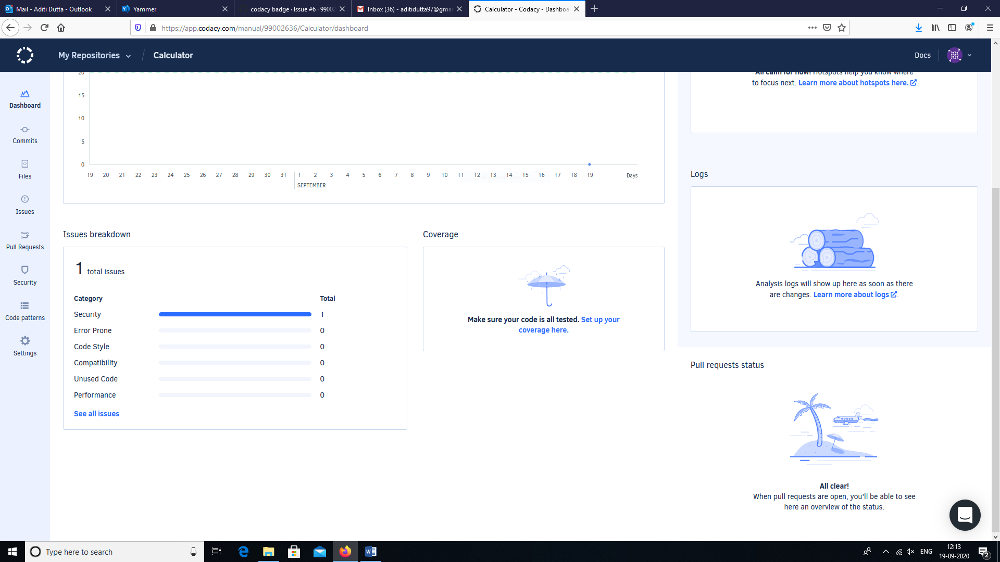 Mail - Aditi Dutta - Outlook
Yammer
codacy badge · Issue #6 · 99002
Inbox (36) - aditidutta97@gmai
Calculator - Codacy - Dashboa
https://app.codacy.com/manual/99002636/Calculator/dashboard
My Repositories / Calculator
Docs
Dashboard
Commits
Files
Issues
Pull Requests
Security
Code patterns
Settings
20
15
10
5
0
19 20 21 22 23 24 25 26 27 28 29 30 31 1 2 3 4 5 6 7 8 9 10 11 12 13 14 15 16 17 18 19 Days
SEPTEMBER
All calm for now! Hotspots help you know where
to focus next. Learn more about hotspots here.
Logs
Analysis logs will show up here as soon as there
are changes. Learn more about logs.
Issues breakdown
1 total issues
Category Total
Security 1
Error Prone 0
Code Style 0
Compatibility 0
Unused Code 0
Performance 0
See all issues
Coverage
Make sure your code is all tested. Set up your
coverage here.
Pull requests status
All clear!
When pull requests are open, you'll be able to see
here an overview of the status.
Type here to search
ENG
12:13
19-09-2020
2